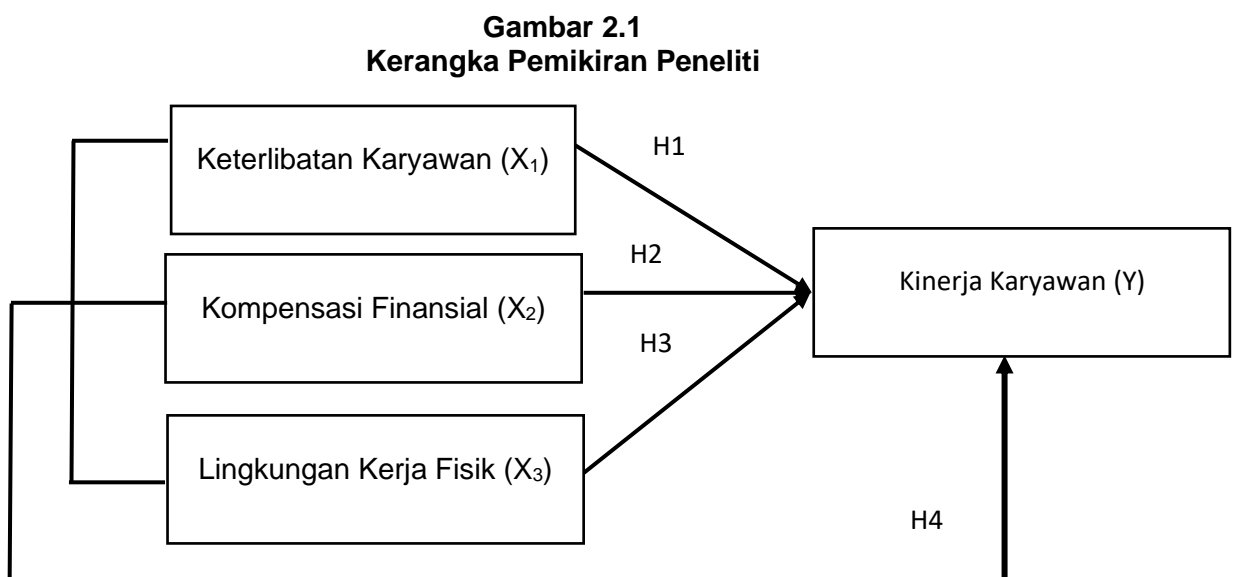 Gambar 2.1
Kerangka Pemikiran Peneliti
Keterlibatan Karyawan (X₁)
H1
H2
Kinerja Karyawan (Y)
Kompensasi Finansial (X₂)
H3
Lingkungan Kerja Fisik (X₃)
H4